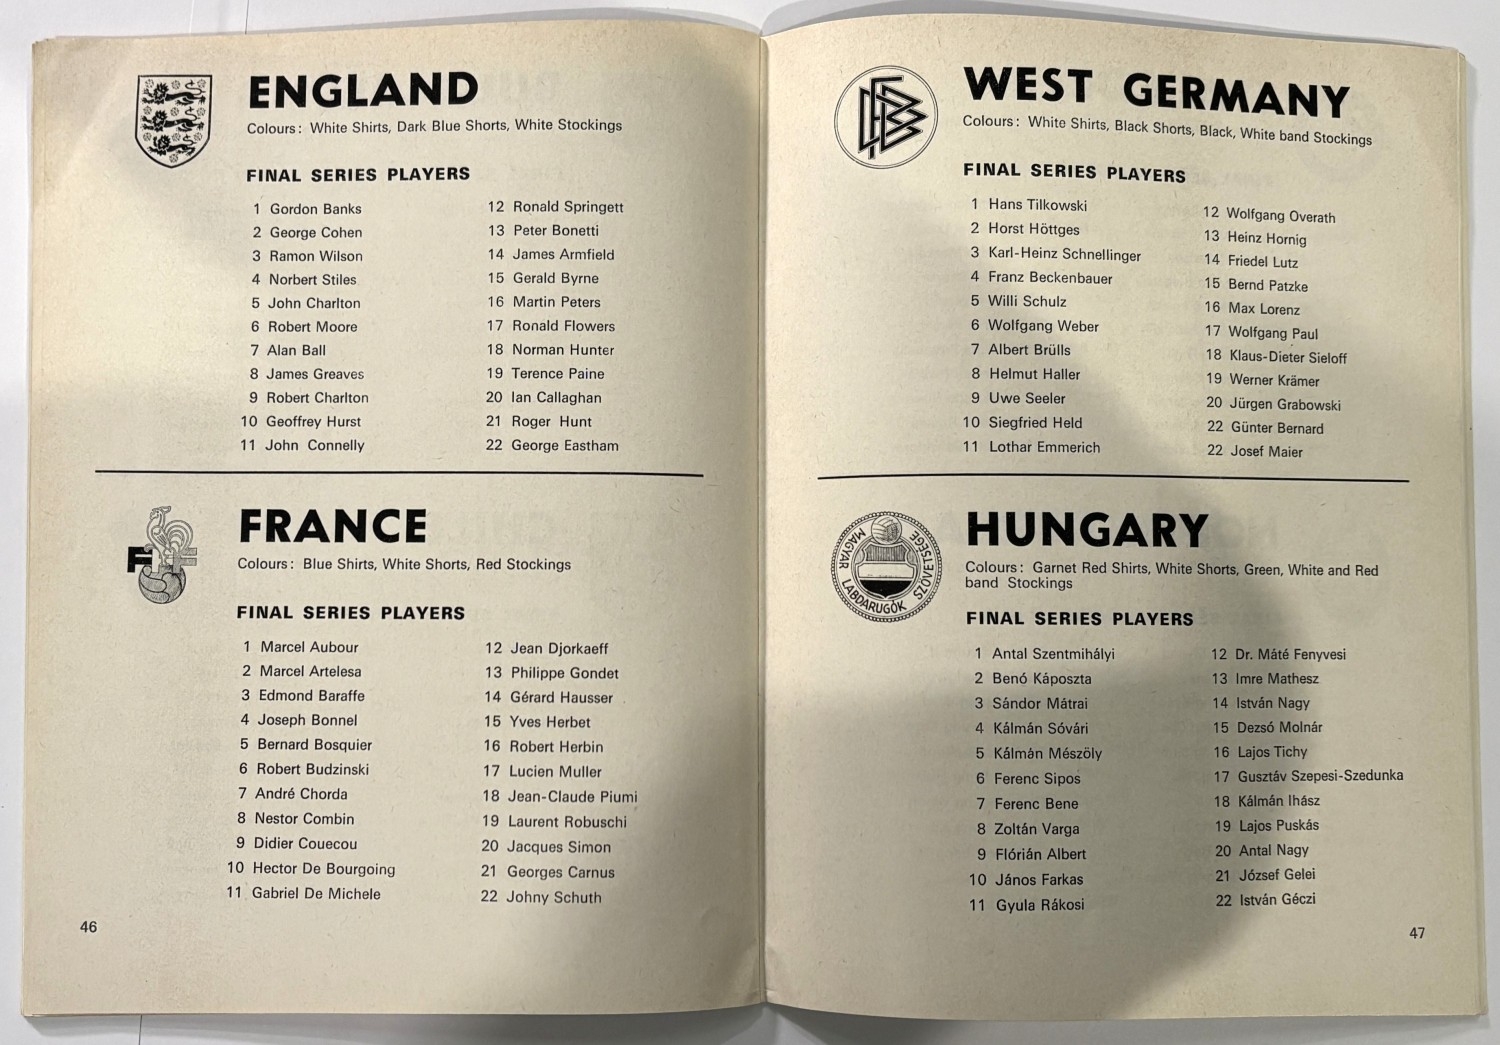 ENGLAND
Colours: White Shirts, Dark Blue Shorts, White Stockings
FINAL SERIES PLAYERS
1 Gordon Banks
2 George Cohen
3 Ramon Wilson
4 Norbert Stiles
5 John Charlton
6 Robert Moore
7 Alan Ball
8 James Greaves
9 Robert Charlton
10 Geoffrey Hurst
11 John Connelly
12 Ronald Springett
13 Peter Bonetti
14 James Armfield
15 Gerald Byrne
16 Martin Peters
17 Ronald Flowers
18 Norman Hunter
19 Terence Paine
20 Ian Callaghan
21 Roger Hunt
22 George Eastham
F F
FRANCE
Colours: Blue Shirts, White Shorts, Red Stockings
FINAL SERIES PLAYERS
1 Marcel Aubour
2 Marcel Artelesa
3 Edmond Baraffe
4 Joseph Bonnel
5 Bernard Bosquier
6 Robert Budzinski
7 André Chorda
8 Nestor Combin
9 Didier Couecou
10 Hector De Bourgoing
11 Gabriel De Michele
12 Jean Djorkaeff
13 Philippe Gondet
14 Gérard Hausser
15 Yves Herbet
16 Robert Herbin
17 Lucien Muller
18 Jean-Claude Piumi
19 Laurent Robuschi
20 Jacques Simon
21 Georges Carnus
22 Johny Schuth
46
DFB
WEST GERMANY
Colours: White Shirts, Black Shorts, Black, White band Stockings
FINAL SERIES PLAYERS
1 Hans Tilkowski
2 Horst Höttges
3 Karl-Heinz Schnellinger
4 Franz Beckenbauer
5 Willi Schulz
6 Wolfgang Weber
7 Albert Brülls
8 Helmut Haller
9 Uwe Seeler
10 Siegfried Held
11 Lothar Emmerich
12 Wolfgang Overath
13 Heinz Hornig
14 Friedel Lutz
15 Bernd Patzke
16 Max Lorenz
17 Wolfgang Paul
18 Klaus-Dieter Sieloff
19 Werner Krämer
20 Jürgen Grabowski
22 Günter Bernard
22 Josef Maier
MAGYAR LABDARUGÓK SZÖVETSÉGE
HUNGARY
Colours: Garnet Red Shirts, White Shorts, Green, White and Red
band Stockings
FINAL SERIES PLAYERS
1 Antal Szentmihályi
2 Benó Káposzta
3 Sándor Mátrai
4 Kálmán Sóvári
5 Kálmán Mészöly
6 Ferenc Sipos
7 Ferenc Bene
8 Zoltán Varga
9 Flórián Albert
10 János Farkas
11 Gyula Rákosi
12 Dr. Máté Fenyvesi
13 Imre Mathesz
14 István Nagy
15 Dezsó Molnár
16 Lajos Tichy
17 Gusztáv Szepesi-Szedunka
18 Kálmán Ihász
19 Lajos Puskás
20 Antal Nagy
21 József Gelei
22 István Géczi
47